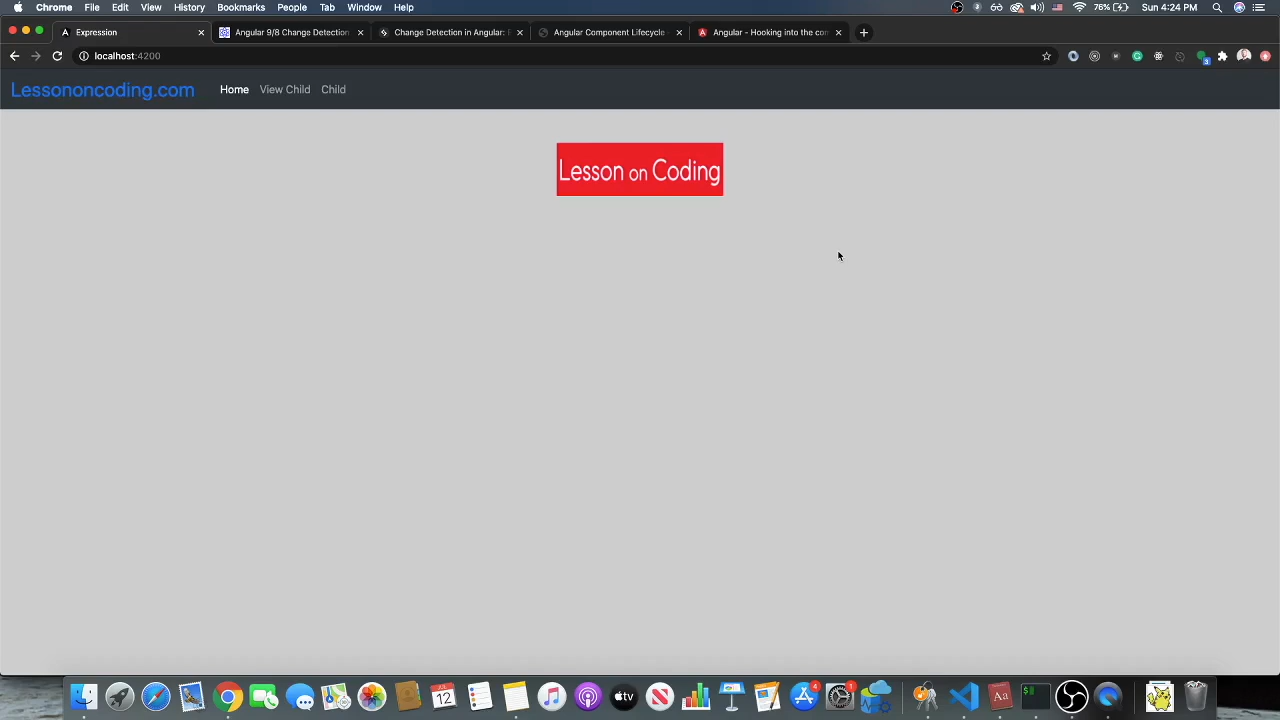 Chrome File Edit View History Bookmarks People Tab Window Help 76% Sun 4:24 PM
Expression Angular 9/8 Change Detection Change Detection in Angular: Angular Component Lifecycle Angular - Hooking into the con
localhost:4200
Lessononcoding.com Home View Child Child
Lesson on Coding